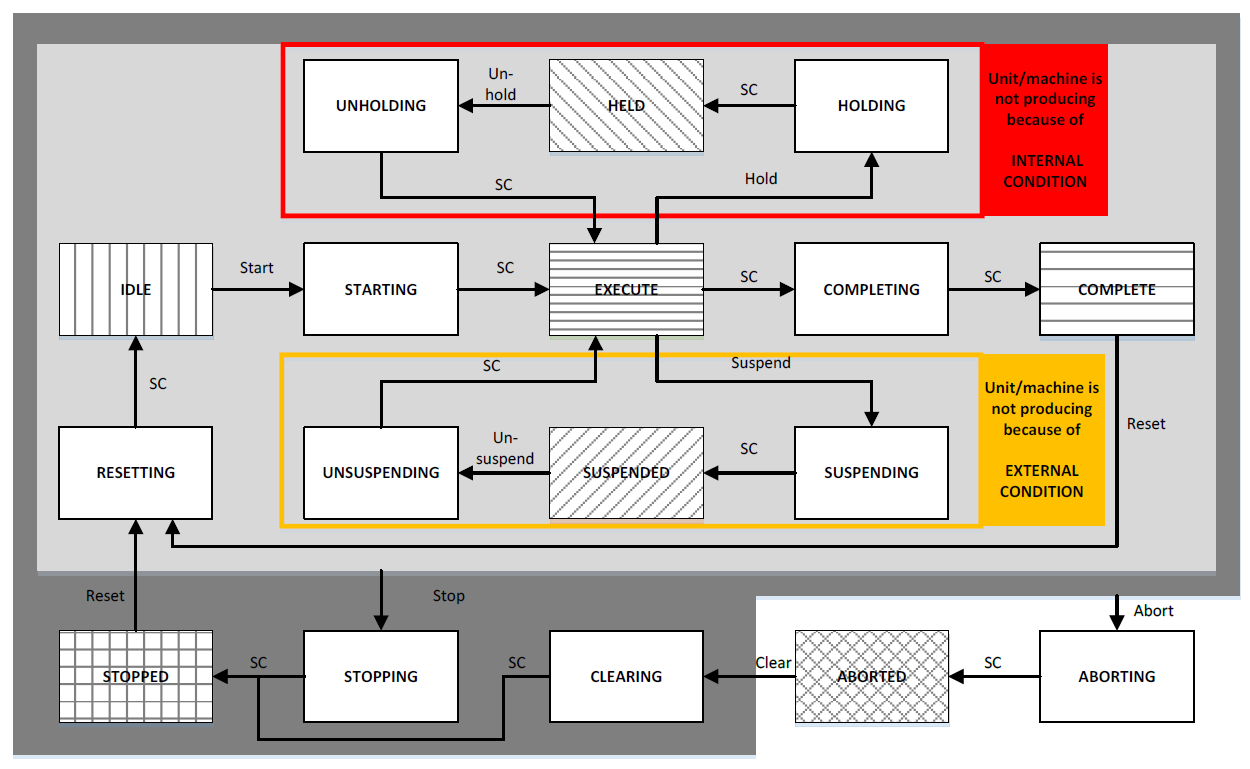 Un-
hold
SC
UNHOLDING
HELD
HOLDING
Unit/machine is
not producing
because of
INTERNAL
CONDITION
SC
Hold
Start
SC
SC
SC
IDLE
STARTING
EXECUTE
COMPLETING
COMPLETE
SC
SC
Suspend
Unit/machine is
not producing
because of
EXTERNAL
CONDITION
Reset
Un-
suspend
SC
RESETTING
UNSUSPENDING
SUSPENDED
SUSPENDING
Reset
Stop
Abort
SC
SC
Clear
SC
STOPPED
STOPPING
CLEARING
ABORTED
ABORTING